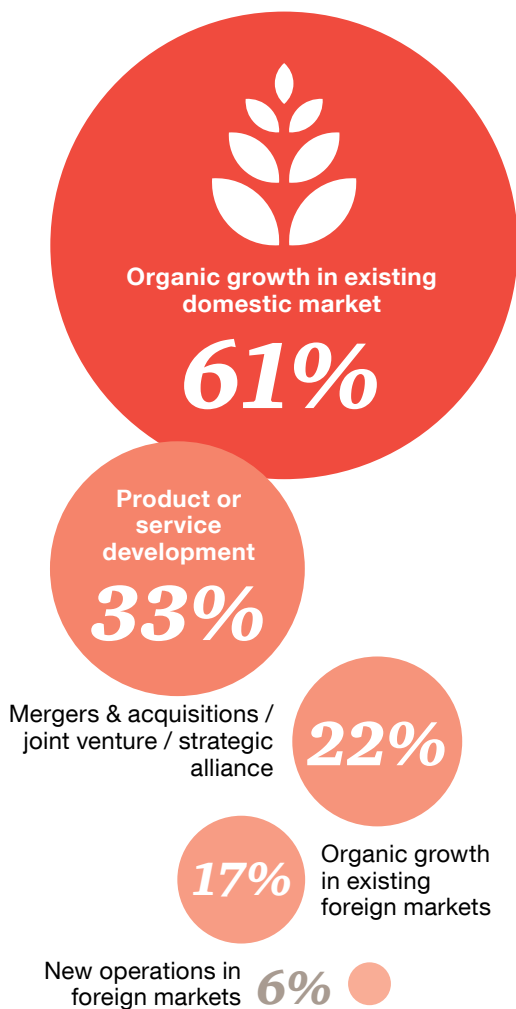 Organic growth in existing
domestic market
61%
Product or
service
development
33%
Mergers & acquisitions /
joint venture / strategic
alliance
22%
17%
Organic growth
in existing
foreign markets
New operations in
foreign markets
6%